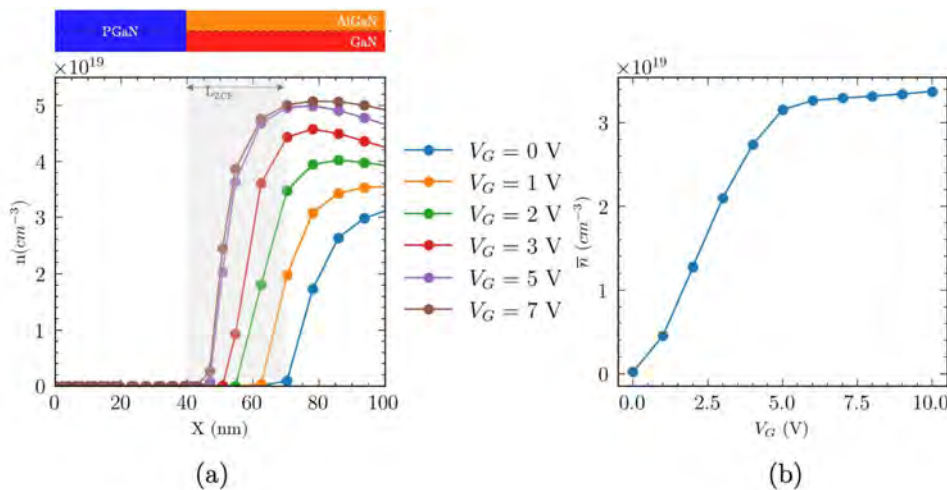 PGaN
AlGaN
GaN
×10¹⁹
L_ZCE
n(cm⁻³)
5
4
3
2
1
0
0
20
40
60
80
100
X (nm)
V_G = 0 V
V_G = 1 V
V_G = 2 V
V_G = 3 V
V_G = 5 V
V_G = 7 V
(a)
×10¹⁹
n̅ (cm⁻³)
3
2
1
0
0.0
2.5
5.0
7.5
10.0
V_G (V)
(b)